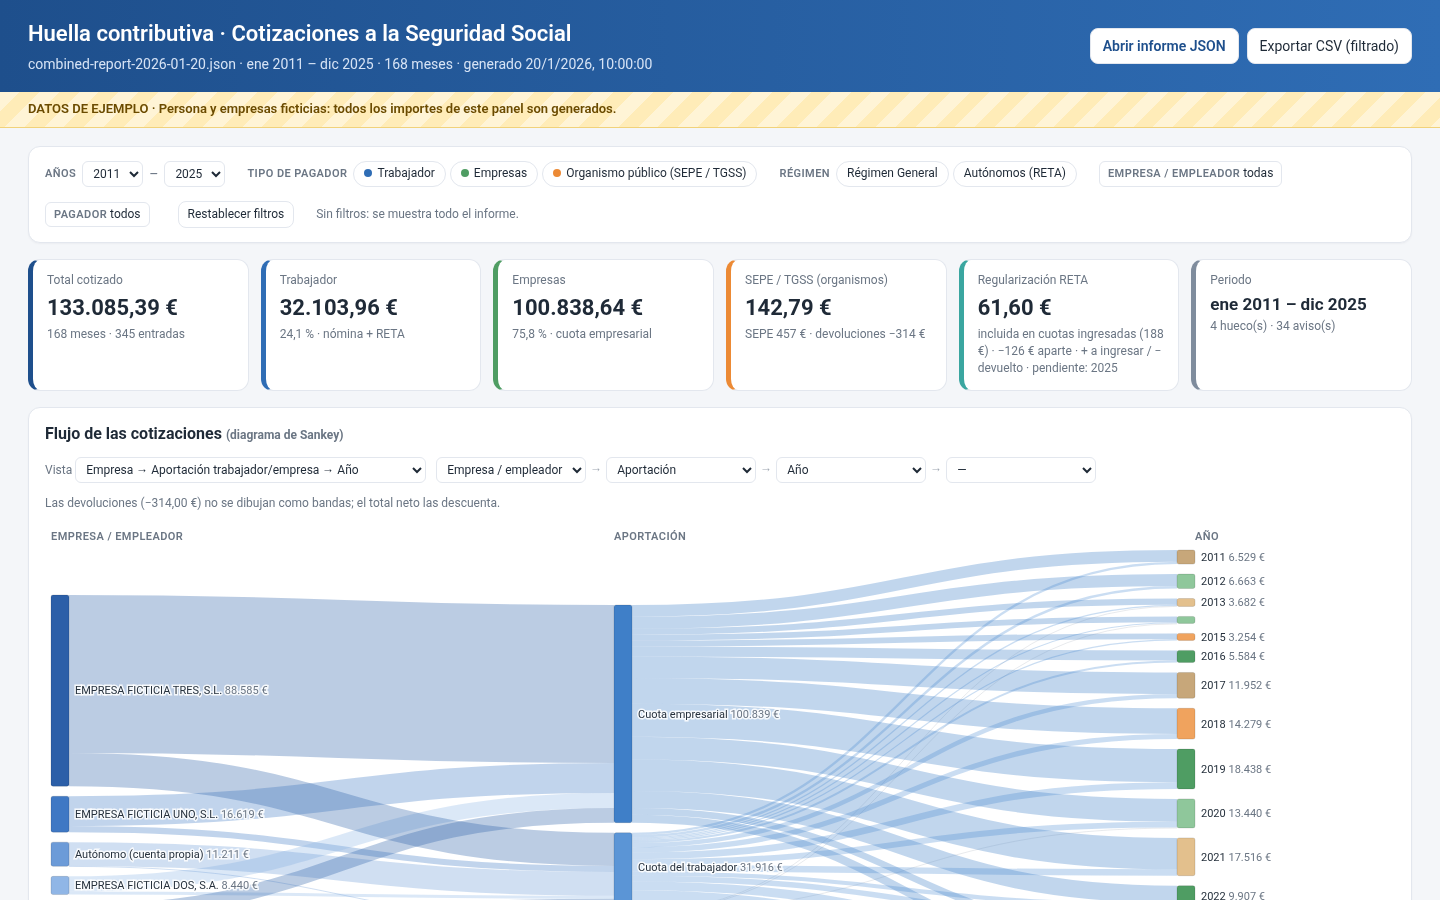 Huella contributiva · Cotizaciones a la Seguridad Social
combined-report-2026-01-20.json · ene 2011 – dic 2025 · 168 meses · generado 20/1/2026, 10:00:00
Abrir informe JSON
Exportar CSV (filtrado)
DATOS DE EJEMPLO · Persona y empresas ficticias: todos los importes de este panel son generados.
AÑOS 2011 – 2025 TIPO DE PAGADOR Trabajador Empresas Organismo público (SEPE / TGSS) RÉGIMEN Régimen General Autónomos (RETA) EMPRESA / EMPLEADOR todas
PAGADOR todos Restablecer filtros Sin filtros: se muestra todo el informe.
Total cotizado
133.085,39 €
168 meses · 345 entradas
Trabajador
32.103,96 €
24,1 % · nómina + RETA
Empresas
100.838,64 €
75,8 % · cuota empresarial
SEPE / TGSS (organismos)
142,79 €
SEPE 457 € · devoluciones −314 €
Regularización RETA
61,60 €
incluida en cuotas ingresadas (188
€) · −126 € aparte · + a ingresar / −
devuelto · pendiente: 2025
Periodo
ene 2011 – dic 2025
4 hueco(s) · 34 aviso(s)
Flujo de las cotizaciones (diagrama de Sankey)
Vista Empresa → Aportación trabajador/empresa → Año Empresa / empleador → Aportación → Año → —
Las devoluciones (−314,00 €) no se dibujan como bandas; el total neto las descuenta.
EMPRESA / EMPLEADOR
APORTACIÓN
AÑO
2011 6.529 €
2012 6.663 €
2013 3.682 €
2015 3.254 €
2016 5.584 €
2017 11.952 €
EMPRESA FICTICIA TRES, S.L. 88.585 €
Cuota empresarial 100.839 €
2018 14.279 €
2019 18.438 €
EMPRESA FICTICIA UNO, S.L. 16.619 €
2020 13.440 €
Autónomo (cuenta propia) 11.211 €
2021 17.516 €
Cuota del trabajador 31.916 €
EMPRESA FICTICIA DOS, S.A. 8.440 €
2022 9.907 €